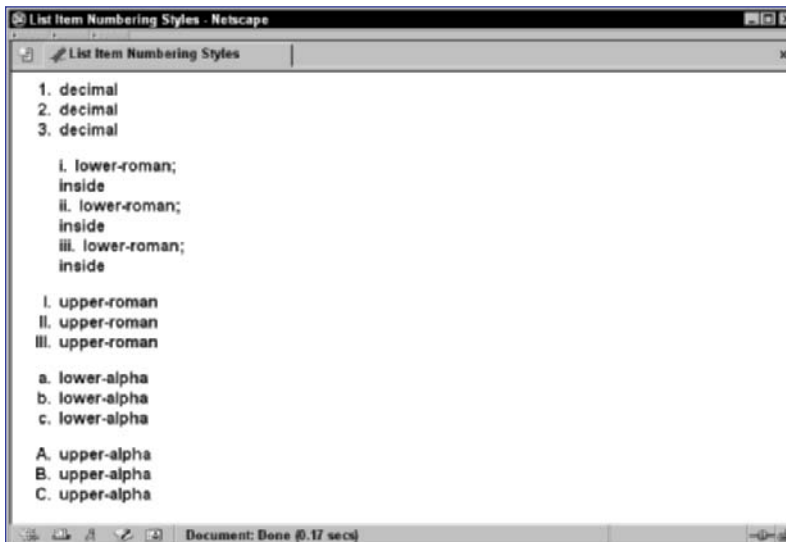 List Item Numbering Styles - Netscape
List Item Numbering Styles
1. decimal
2. decimal
3. decimal
i. lower-roman;
inside
ii. lower-roman;
inside
iii. lower-roman;
inside
I. upper-roman
II. upper-roman
III. upper-roman
a. lower-alpha
b. lower-alpha
c. lower-alpha
A. upper-alpha
B. upper-alpha
C. upper-alpha
Document: Done (0.17 secs)